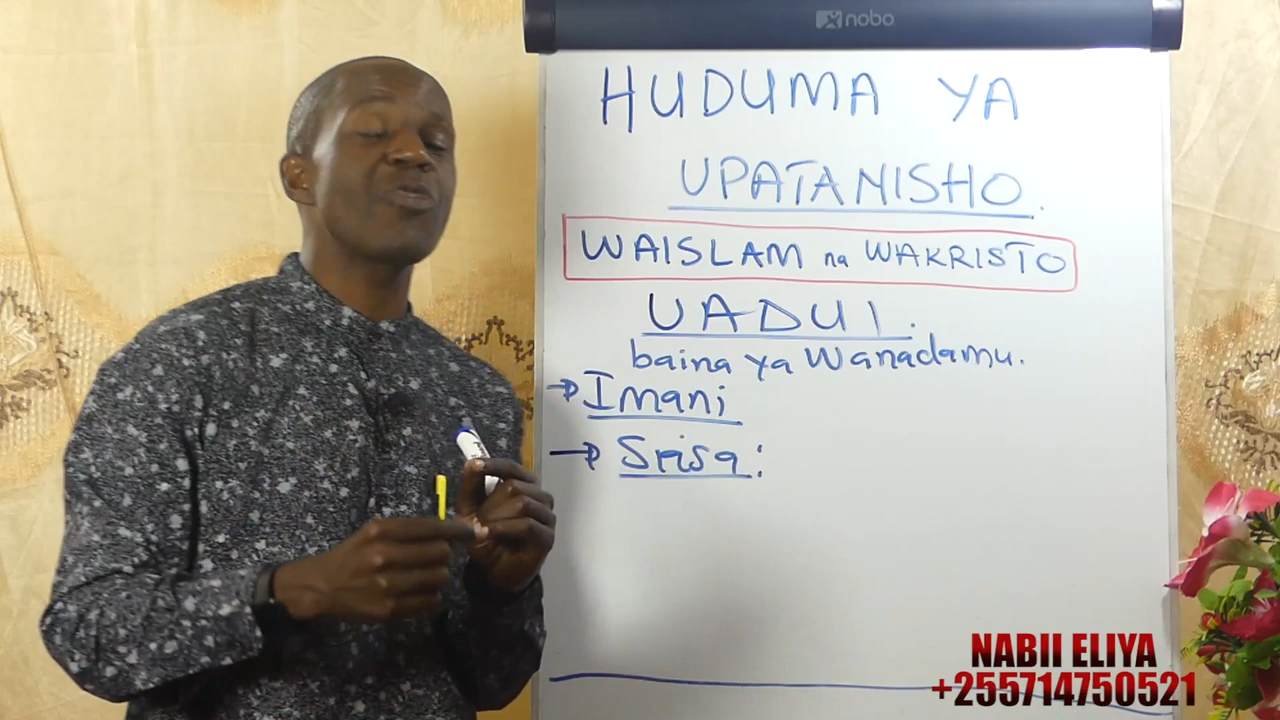 nobo
HUDUMA YA
UPATANISHO.
WAISLAM na WAKRISTO
UADUI.
baina ya Wanadamu.
→ Imani
→ Siasa:
NABII ELIYA
+255714750521